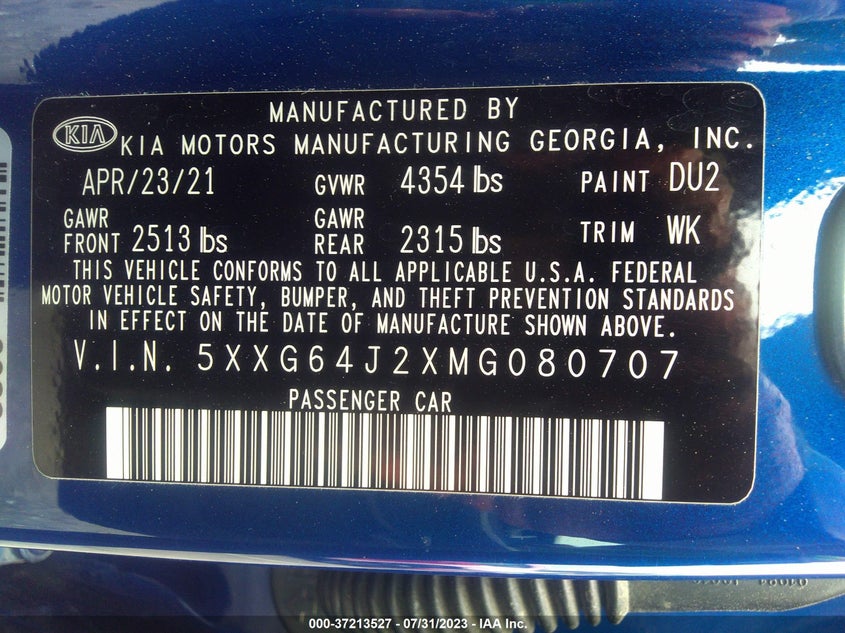 MANUFACTURED BY
KIA KIA MOTORS MANUFACTURING GEORGIA, INC.
APR/23/21 GVWR 4354 lbs PAINT DU2
GAWR FRONT 2513 lbs GAWR REAR 2315 lbs TRIM WK
THIS VEHICLE CONFORMS TO ALL APPLICABLE U.S.A. FEDERAL
MOTOR VEHICLE SAFETY, BUMPER, AND THEFT PREVENTION STANDARDS
IN EFFECT ON THE DATE OF MANUFACTURE SHOWN ABOVE.
V.I.N. 5XXG64J2XMG080707
PASSENGER CAR
000-37213527 - 07/31/2023 - IAA Inc.